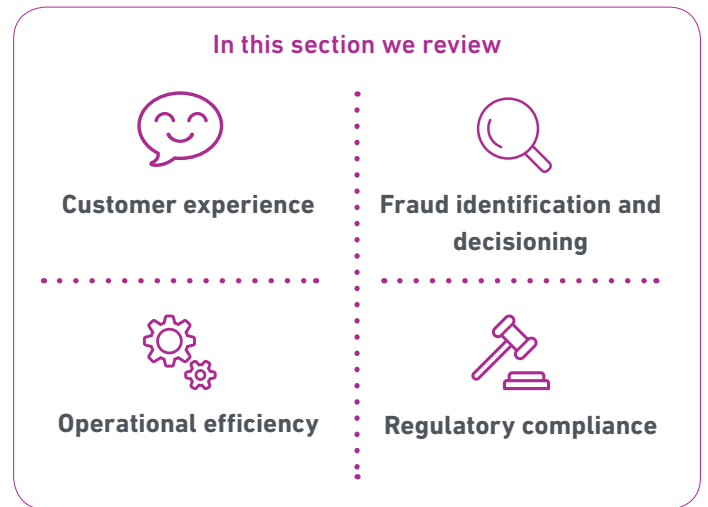 In this section we review
Customer experience
Fraud identification and
decisioning
Operational efficiency
Regulatory compliance